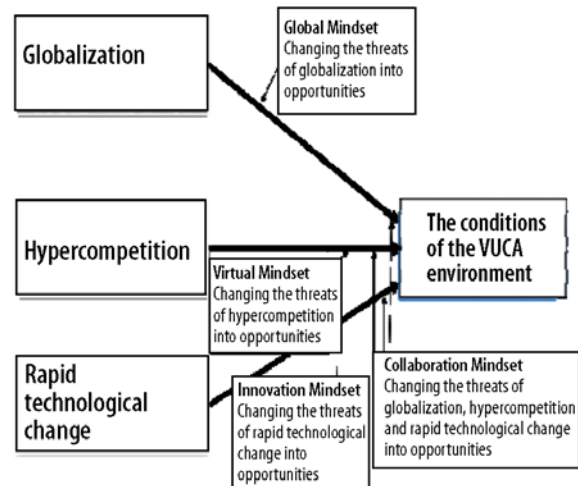 Globalization
Global Mindset
Changing the threats
of globalization into
opportunities
Hypercompetition
The conditions
of the VUCA
environment
Virtual Mindset
Changing the threats
of hypercompetition
into opportunities
Rapid
technological
change
Innovation Mindset
Changing the threats
of rapid technological
change into
opportunities
Collaboration Mindset
Changing the threats of
globalization, hypercompetition
and rapid technological change
into opportunities